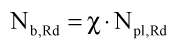 N_b,Rd = χ · N_pl,Rd